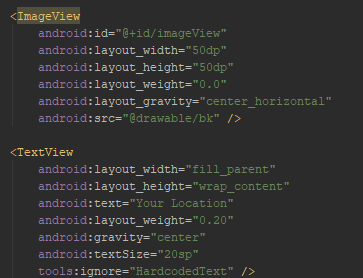 <ImageView
android:id="@+id/imageView"
android:layout_width="50dp"
android:layout_height="50dp"
android:layout_weight="0.0"
android:layout_gravity="center_horizontal"
android:src="@drawable/bk" />
<TextView
android:layout_width="fill_parent"
android:layout_height="wrap_content"
android:text="Your Location"
android:layout_weight="0.20"
android:gravity="center"
android:textSize="20sp"
tools:ignore="HardcodedText" />